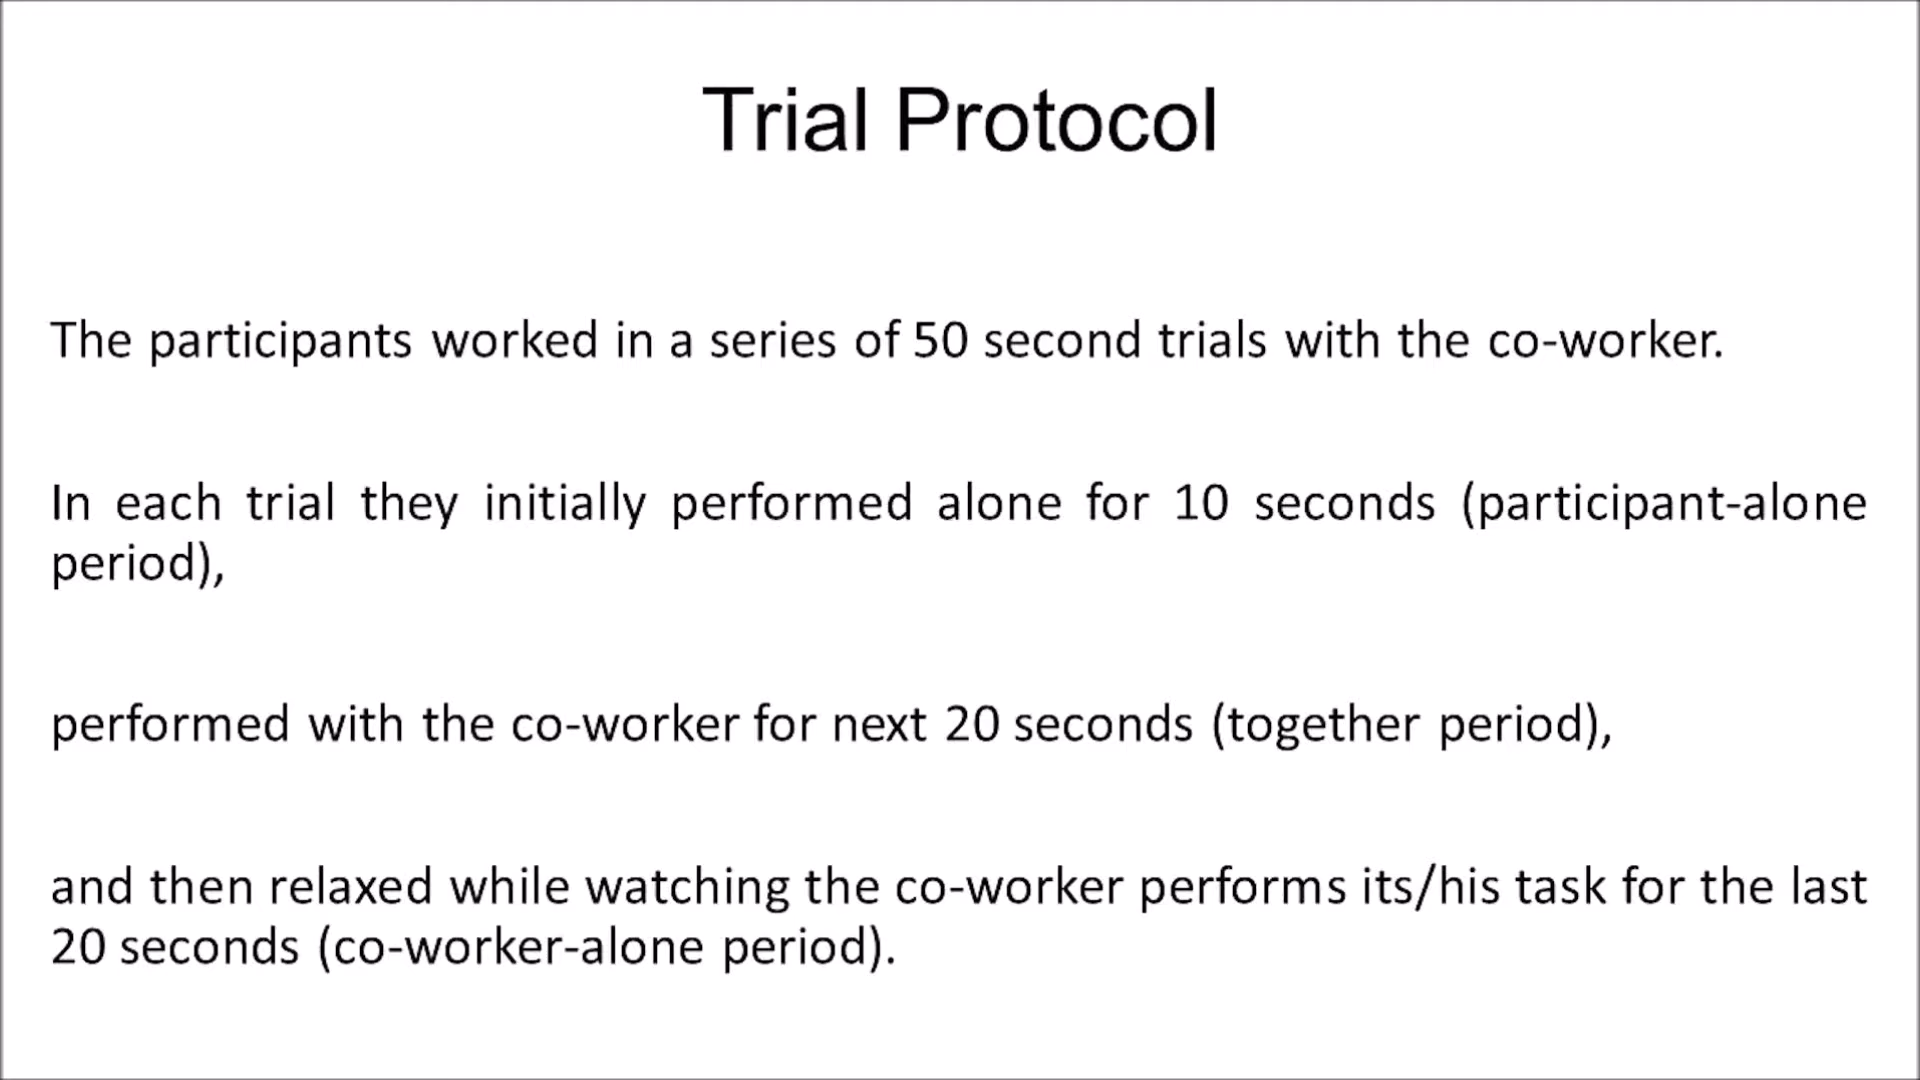 Trial Protocol
The participants worked in a series of 50 second trials with the co-worker.
In each trial they initially performed alone for 10 seconds (participant-alone
period),
performed with the co-worker for next 20 seconds (together period),
and then relaxed while watching the co-worker performs its/his task for the last
20 seconds (co-worker-alone period).